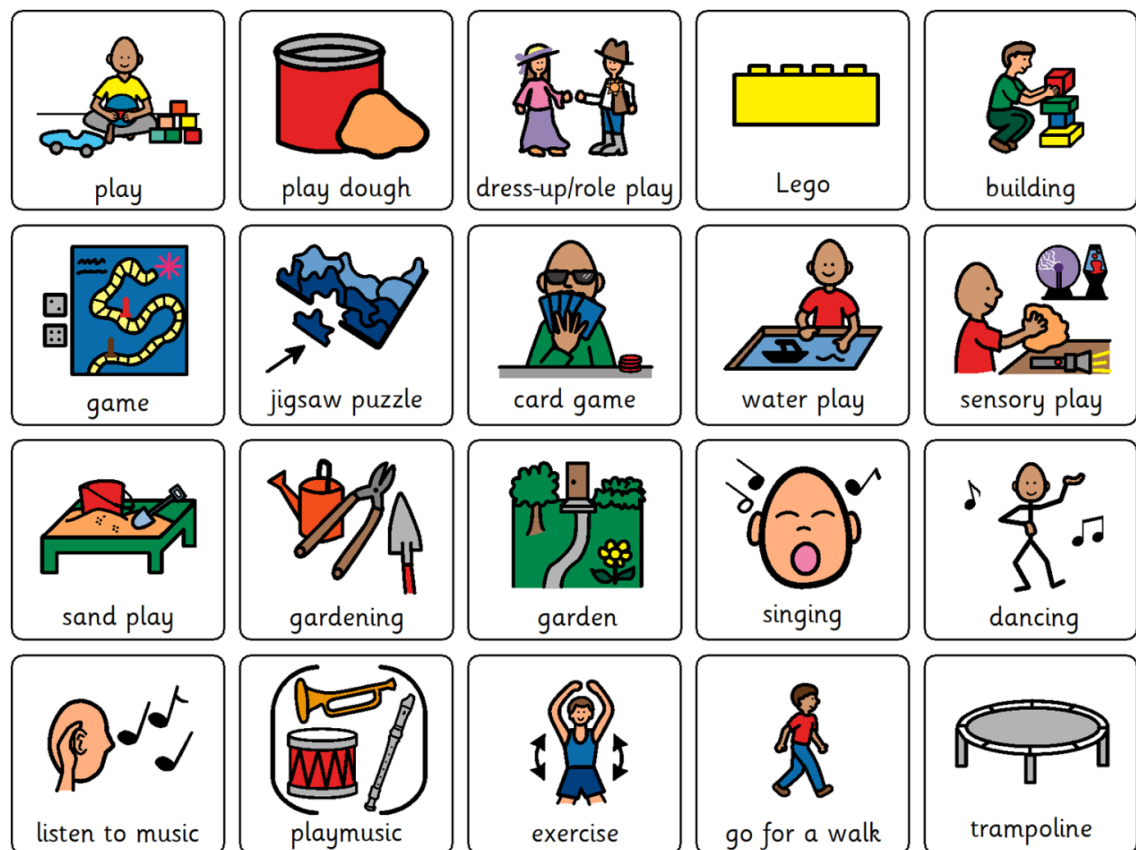 play
play dough
dress-up/role play
Lego
building
game
jigsaw puzzle
card game
water play
sensory play
sand play
gardening
garden
singing
dancing
listen to music
playmusic
exercise
go for a walk
trampoline